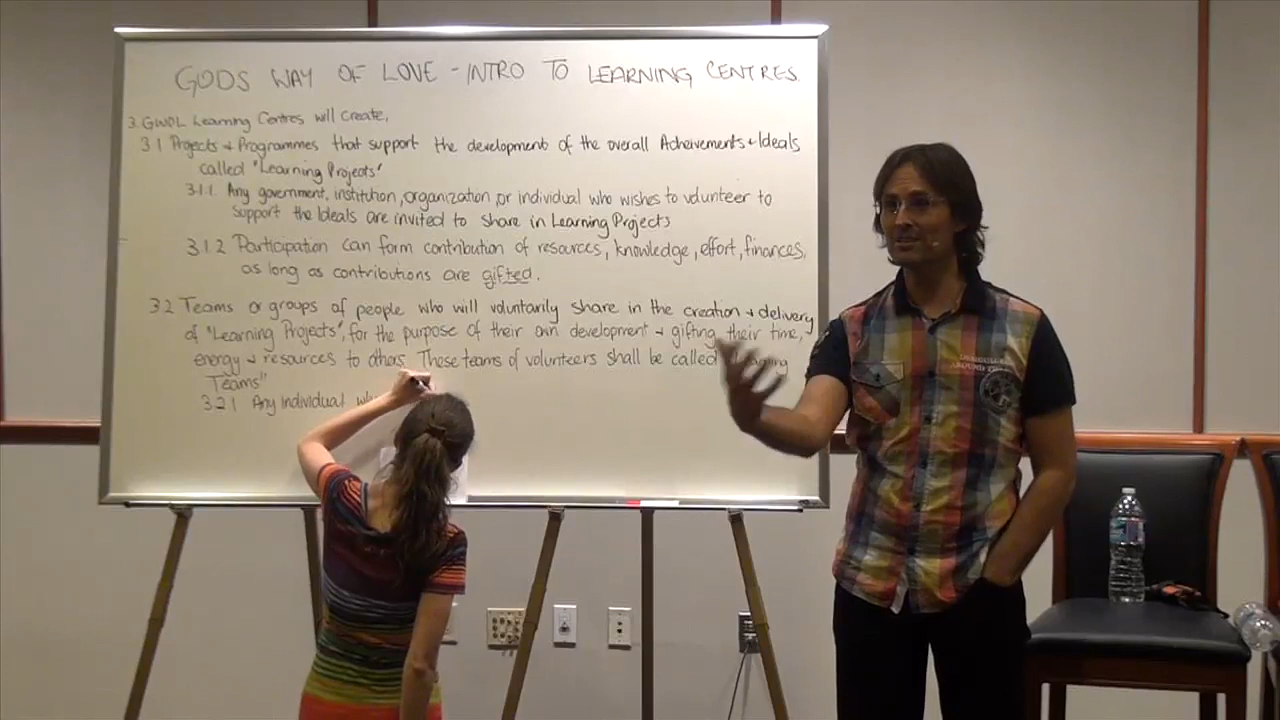 GODS WAY OF LOVE - INTRO TO LEARNING CENTRES
3. GWOL Learning Centres will create,
3.1 Projects + Programmes that support the development of the overall Acheivements + Ideals
called "Learning Projects"
3.1.1. Any government, institution, organization, or individual who wishes to volunteer to
support the Ideals are invited to share in Learning Projects
3.1.2 Participation can form contribution of resources, knowledge, effort, finances,
as long as contributions are gifted.
3.2 Teams or groups of people who will voluntarily share in the creation + delivery
of "Learning Projects", for the purpose of their own development + gifting their time,
energy + resources to others. These teams of volunteers shall be called
Teams"
3.2.1 Any individual
AROUND